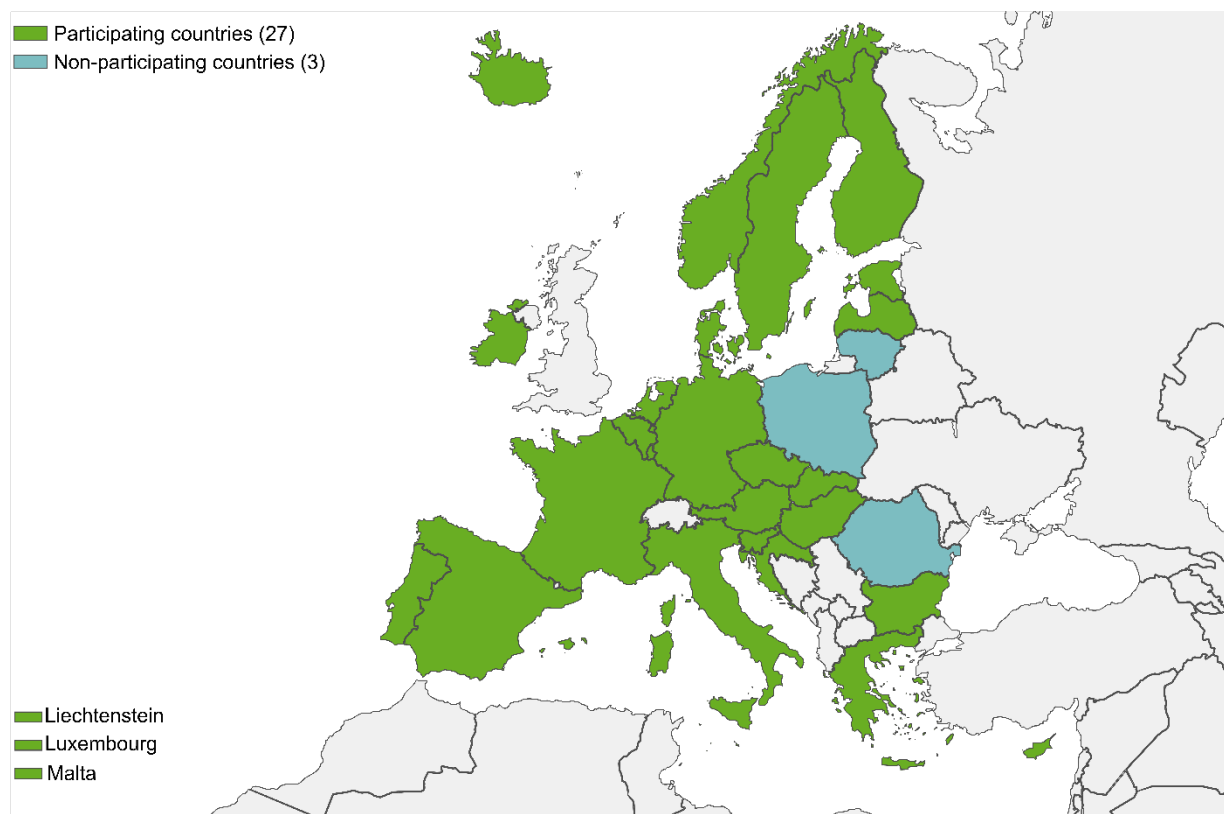 Participating countries (27)
Non-participating countries (3)
Liechtenstein
Luxembourg
Malta